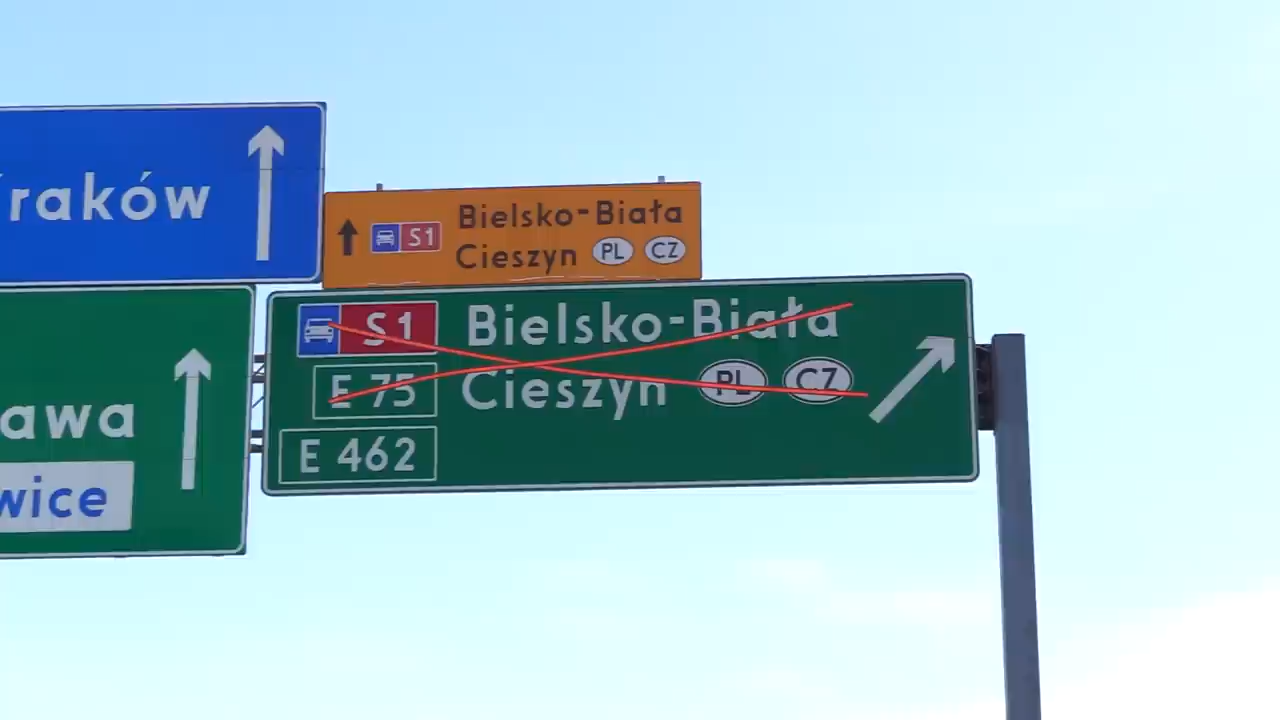 raków
S1 Bielsko-Biała
Cieszyn PL CZ
awa
wice
S1 Bielsko-Biała
E 75 Cieszyn PL CZ
E 462